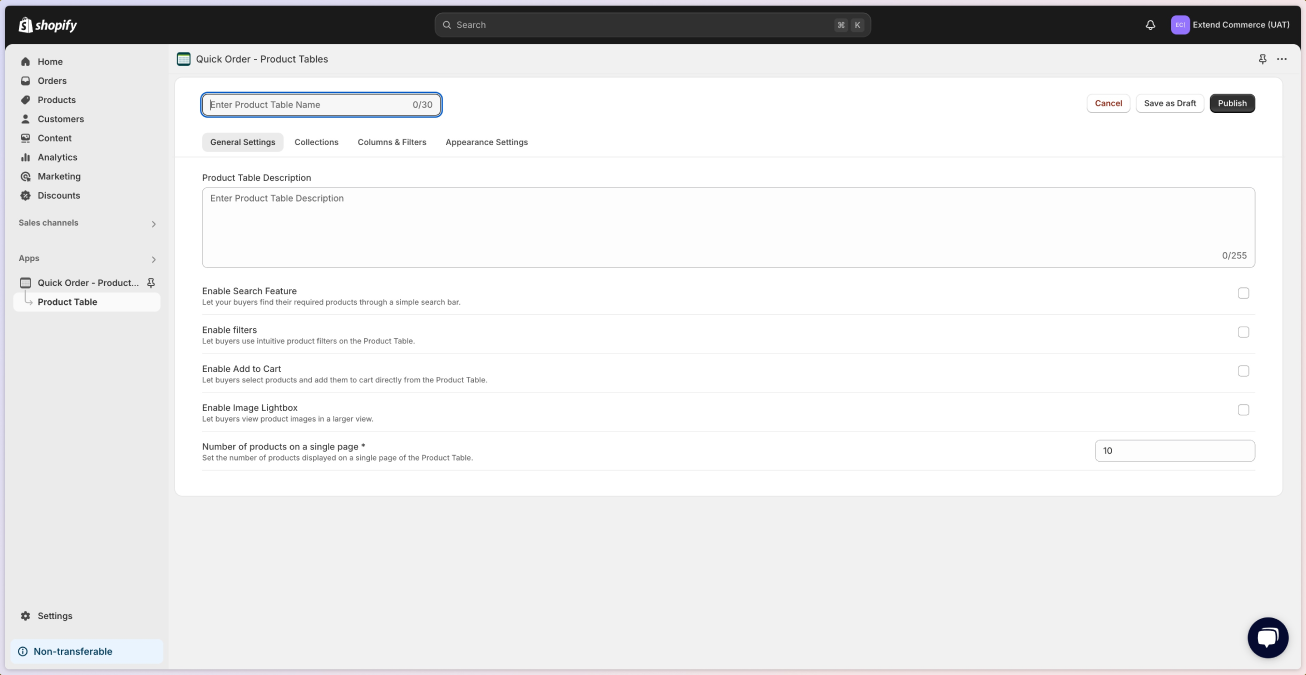 shopify
Search
⌘ K
EC(
Extend Commerce (UAT)
Home
Orders
Products
Customers
Content
Analytics
Marketing
Discounts
Sales channels
Apps
Quick Order - Product...
Product Table
Settings
Non-transferable
Quick Order - Product Tables
Enter Product Table Name 0/30
Cancel Save as Draft Publish
General Settings Collections Columns & Filters Appearance Settings
Product Table Description
Enter Product Table Description
0/255
Enable Search Feature
Let your buyers find their required products through a simple search bar.
Enable filters
Let buyers use intuitive product filters on the Product Table.
Enable Add to Cart
Let buyers select products and add them to cart directly from the Product Table.
Enable Image Lightbox
Let buyers view product images in a larger view.
Number of products on a single page *
Set the number of products displayed on a single page of the Product Table.
10